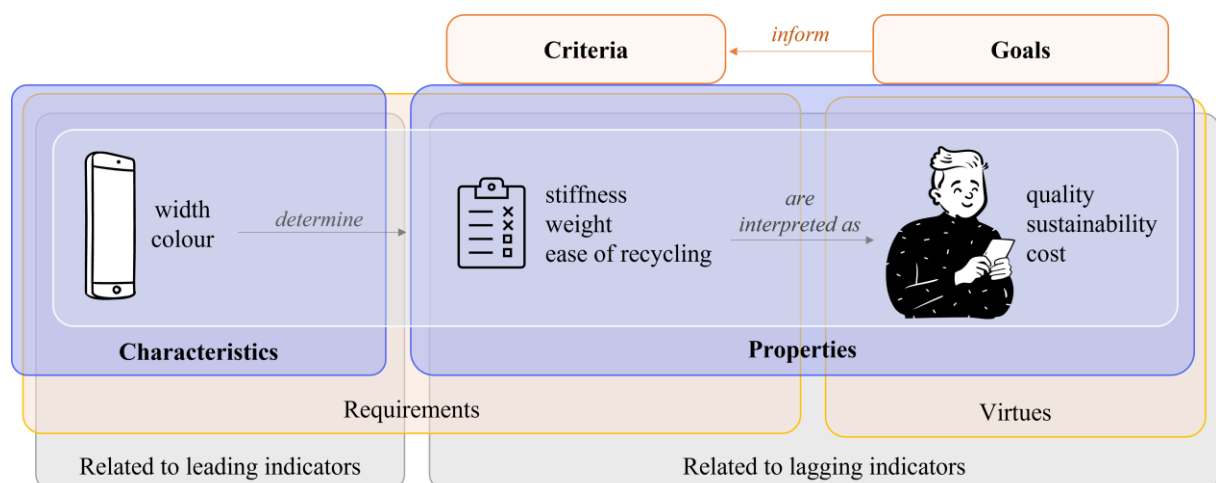 Criteria
inform
Goals
width
colour
determine
stiffness
weight
ease of recycling
are
interpreted as
quality
sustainability
cost
Characteristics
Properties
Requirements
Virtues
Related to leading indicators
Related to lagging indicators